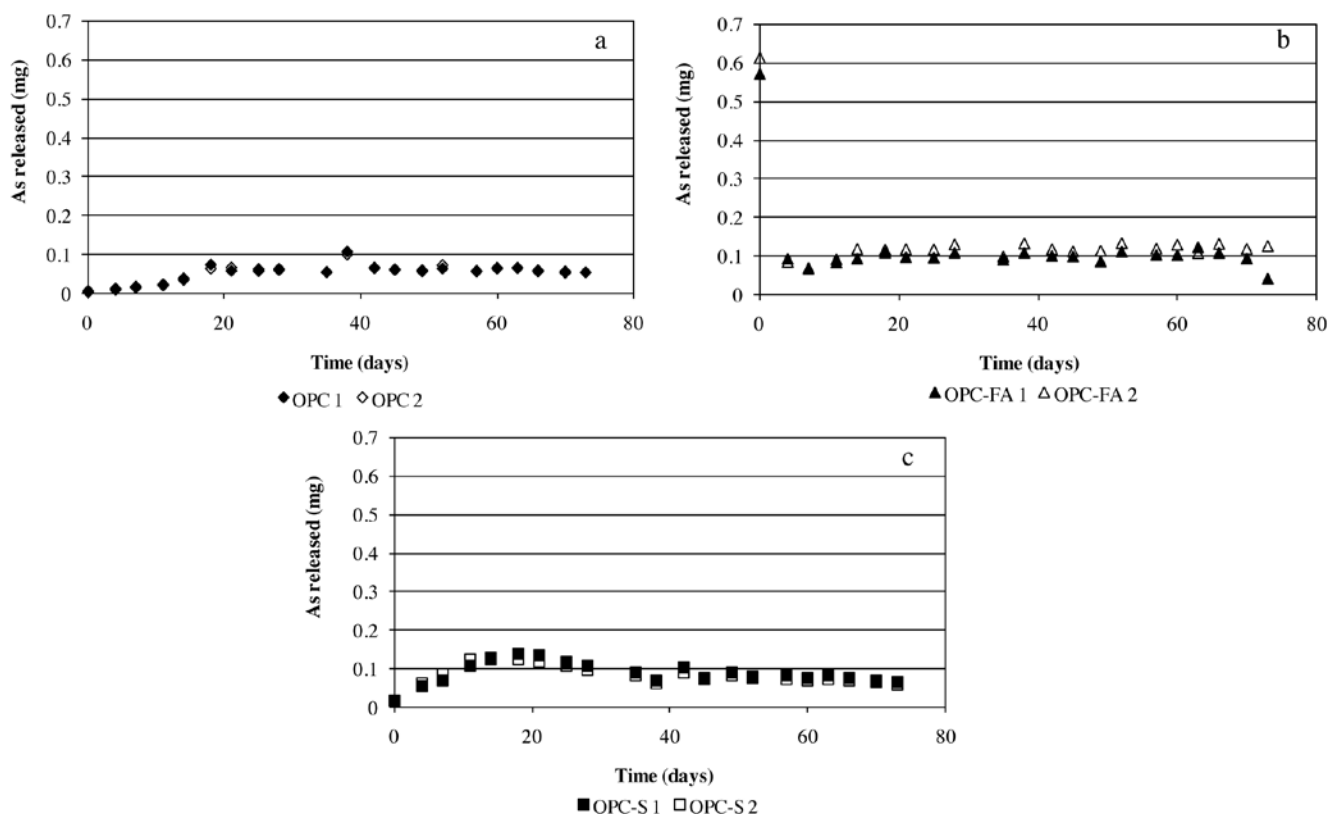 a
0.7
0.6
0.5
0.4
0.3
0.2
0.1
0
As released (mg)
0 20 40 60 80
Time (days)
OPC 1 OPC 2
b
0.7
0.6
0.5
0.4
0.3
0.2
0.1
0
As released (mg)
0 20 40 60 80
Time (days)
OPC-FA 1 OPC-FA 2
c
0.7
0.6
0.5
0.4
0.3
0.2
0.1
0
As released (mg)
0 20 40 60 80
Time (days)
OPC-S 1 OPC-S 2